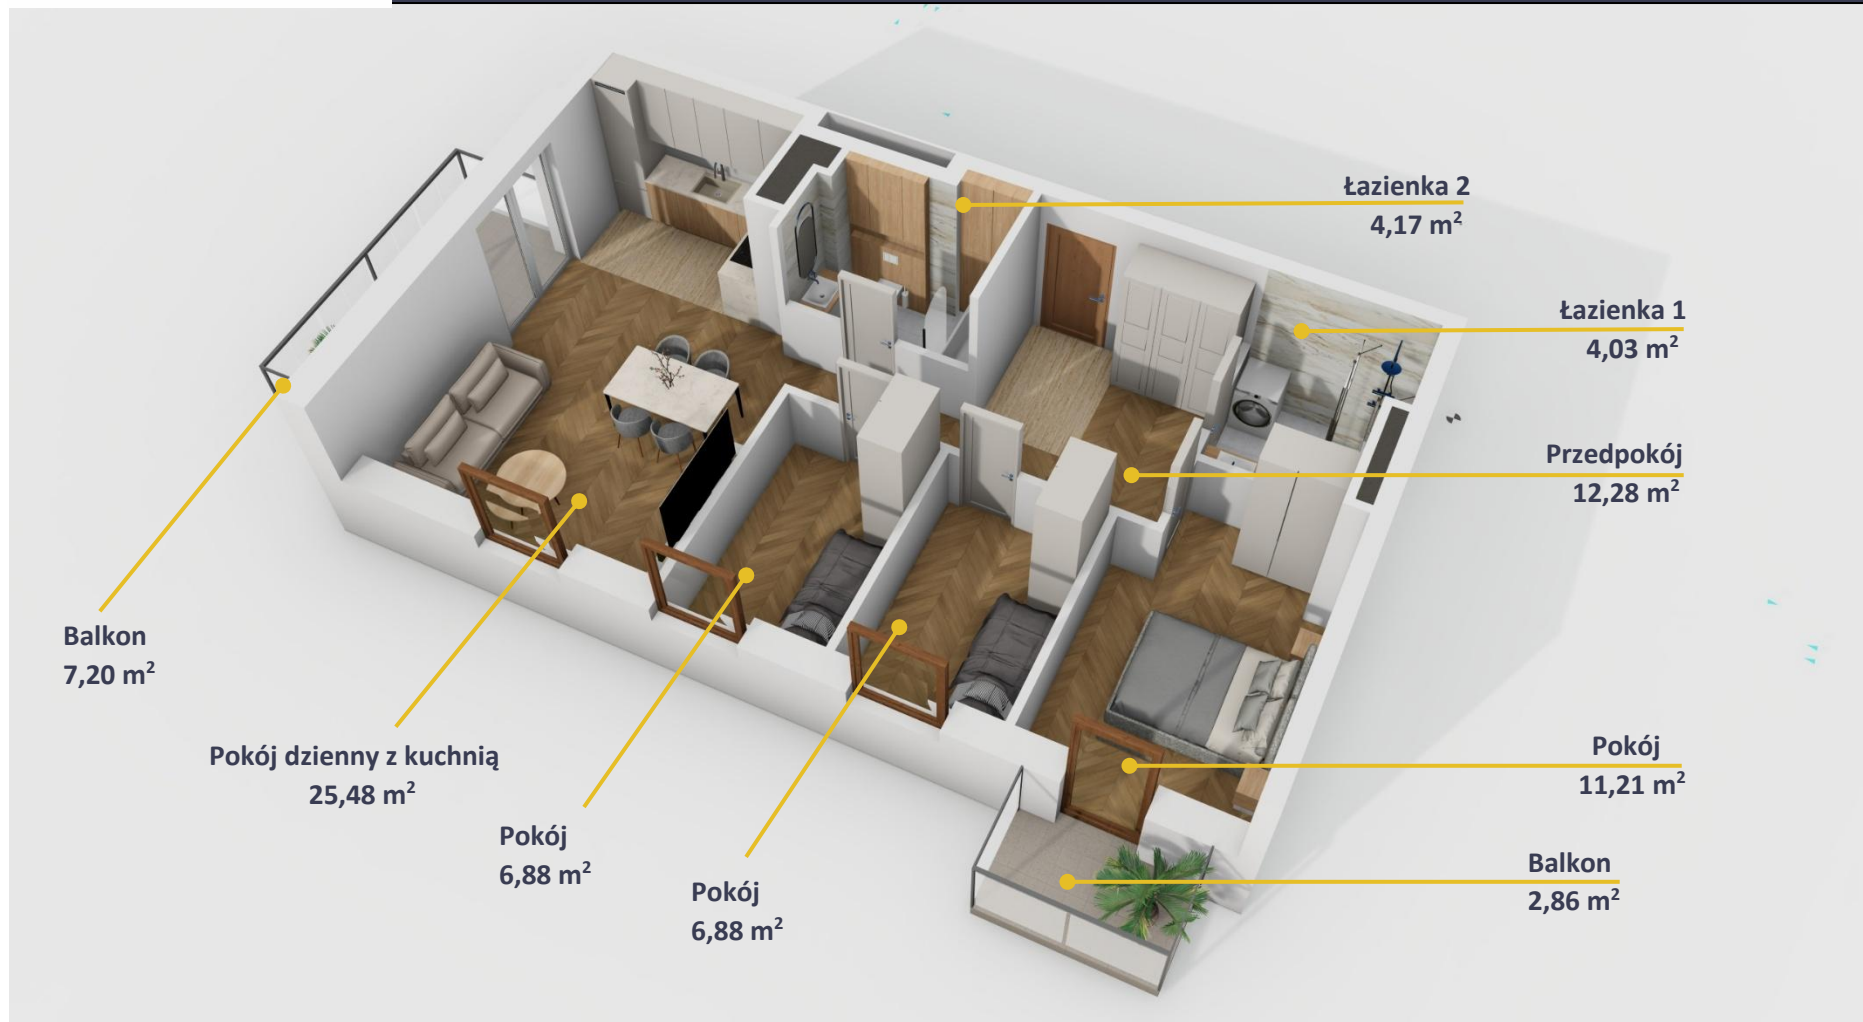 Łazienka 2
4,17 m²
Łazienka 1
4,03 m²
Przedpokój
12,28 m²
Balkon
7,20 m²
Pokój dzienny z kuchnią
25,48 m²
Pokój
6,88 m²
Pokój
6,88 m²
Pokój
11,21 m²
Balkon
2,86 m²